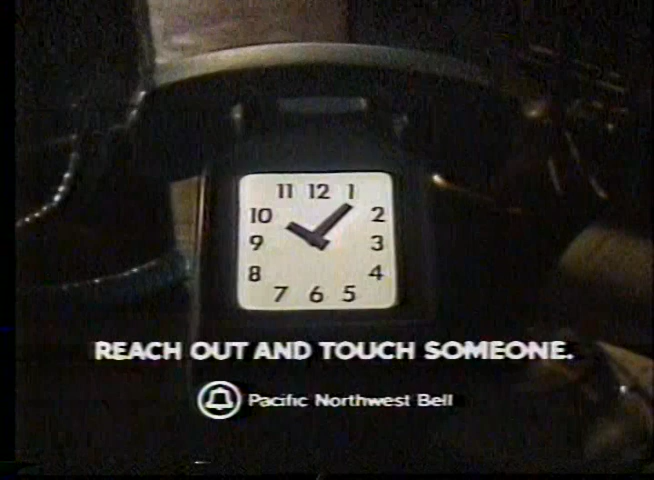 11 12 1
10 2
9 3
8 4
7 6 5
REACH OUT AND TOUCH SOMEONE.
Pacific Northwest Bell